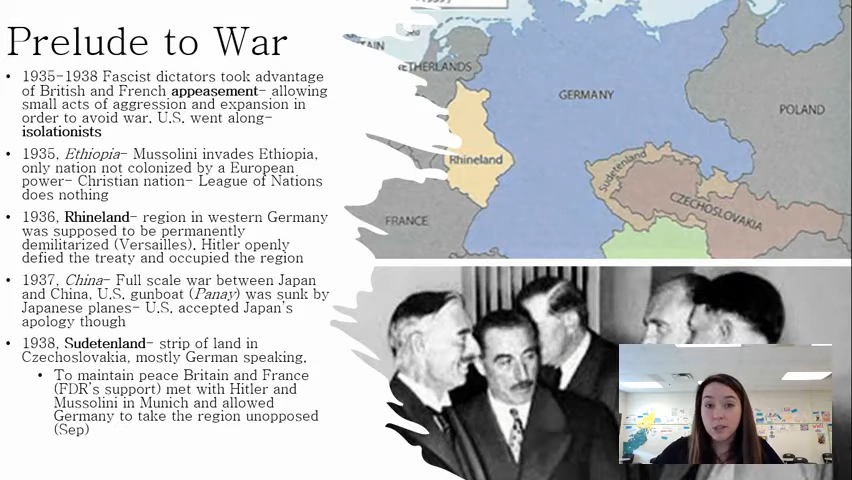 Prelude to War
• 1935-1938 Fascist dictators took advantage
of British and French appeasement- allowing
small acts of aggression and expansion in
order to avoid war. U.S. went along-
isolationists
• 1935, Ethiopia- Mussolini invades Ethiopia,
only nation not colonized by a European
power- Christian nation- League of Nations
does nothing
• 1936, Rhineland- region in western Germany
was supposed to be permanently
demilitarized (Versailles). Hitler openly
defied the treaty and occupied the region
• 1937, China- Full scale war between Japan
and China, U.S. gunboat (Panay) was sunk by
Japanese planes- U.S. accepted Japan's
apology though
• 1938, Sudetenland- strip of land in
Czechoslovakia, mostly German speaking.
• To maintain peace Britain and France
(FDR's support) met with Hitler and
Mussolini in Munich and allowed
Germany to take the region unopposed
(Sep)
TAIN
ETHERLANDS
GERMANY
POLAND
Rhineland
Sudetenland
CZECHOSLOVAKIA
FRANCE